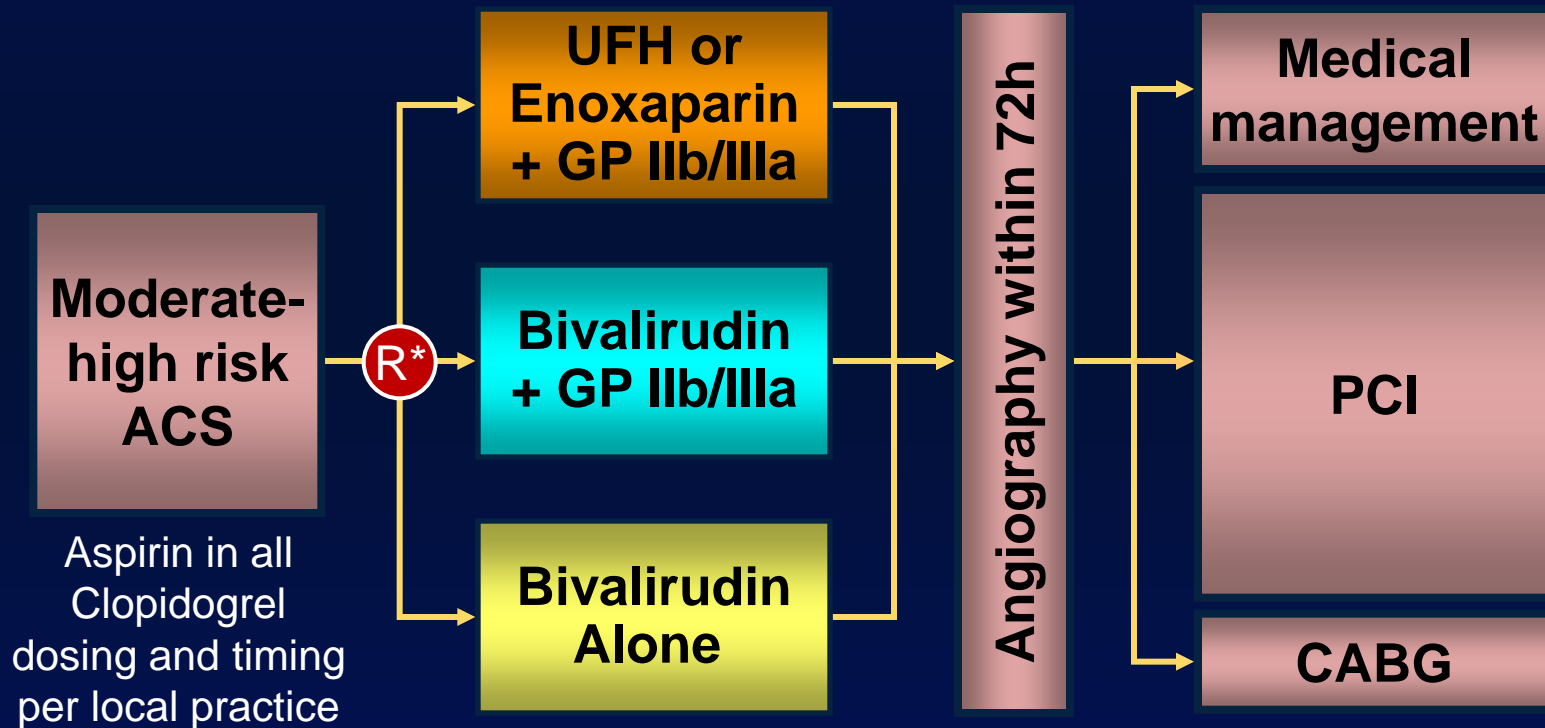 Moderate-
high risk
ACS
Aspirin in all
Clopidogrel
dosing and timing
per local practice
R*
UFH or
Enoxaparin
+ GP IIb/IIIa
Bivalirudin
+ GP IIb/IIIa
Bivalirudin
Alone
Angiography within 72h
Medical
management
PCI
CABG